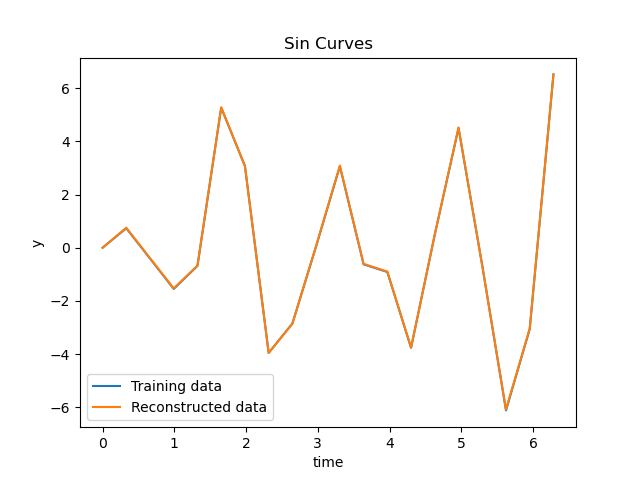 Sin Curves
6
4
2
0
−2
−4
−6
y
Training data
Reconstructed data
0 1 2 3 4 5 6
time